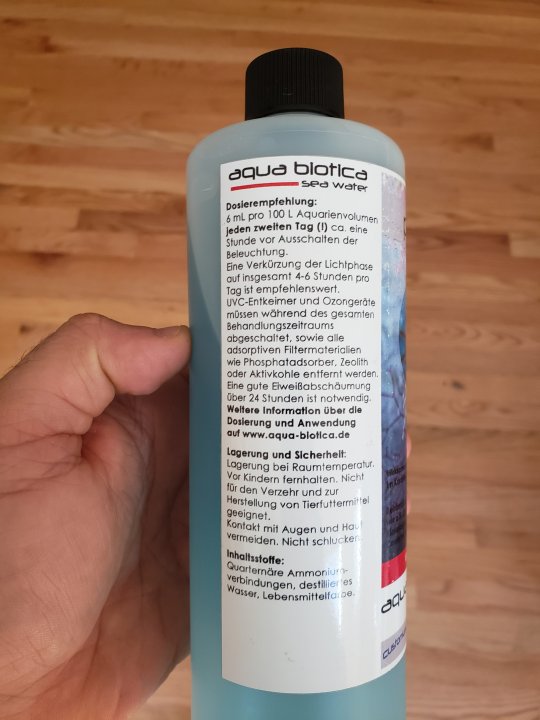 aqua biotica
sea water
Dosierempfehlung:
6 mL pro 100 L Aquarienvolumen
jeden zweiten Tag (!) ca. eine
Stunde vor Ausschalten der
Beleuchtung.
Eine Verkürzung der Lichtphase
auf insgesamt 4-6 Stunden pro
Tag ist empfehlenswert.
UVC-Entkeimer und Ozongeräte
müssen während des gesamten
Behandlungszeitraums
abgeschaltet, sowie alle
adsorptiven Filtermaterialien
wie Phosphatadsorber, Zeolith
oder Aktivkohle entfernt werden.
Eine gute Eiweißabschäumung
über 24 Stunden ist notwendig.
Weitere Information über die
Dosierung und Anwendung
auf www.aqua-biotica.de
Lagerung und Sicherheit:
Lagerung bei Raumtemperatur.
Vor Kindern fernhalten. Nicht
für den Verzehr und zur
Herstellung von Tierfuttermittel
geeignet.
Kontakt mit Augen und Haut
vermeiden. Nicht schlucken.
Inhaltsstoffe:
Quarternäre Ammonium-
verbindungen, destilliertes
Wasser, Lebensmittelfarbe.